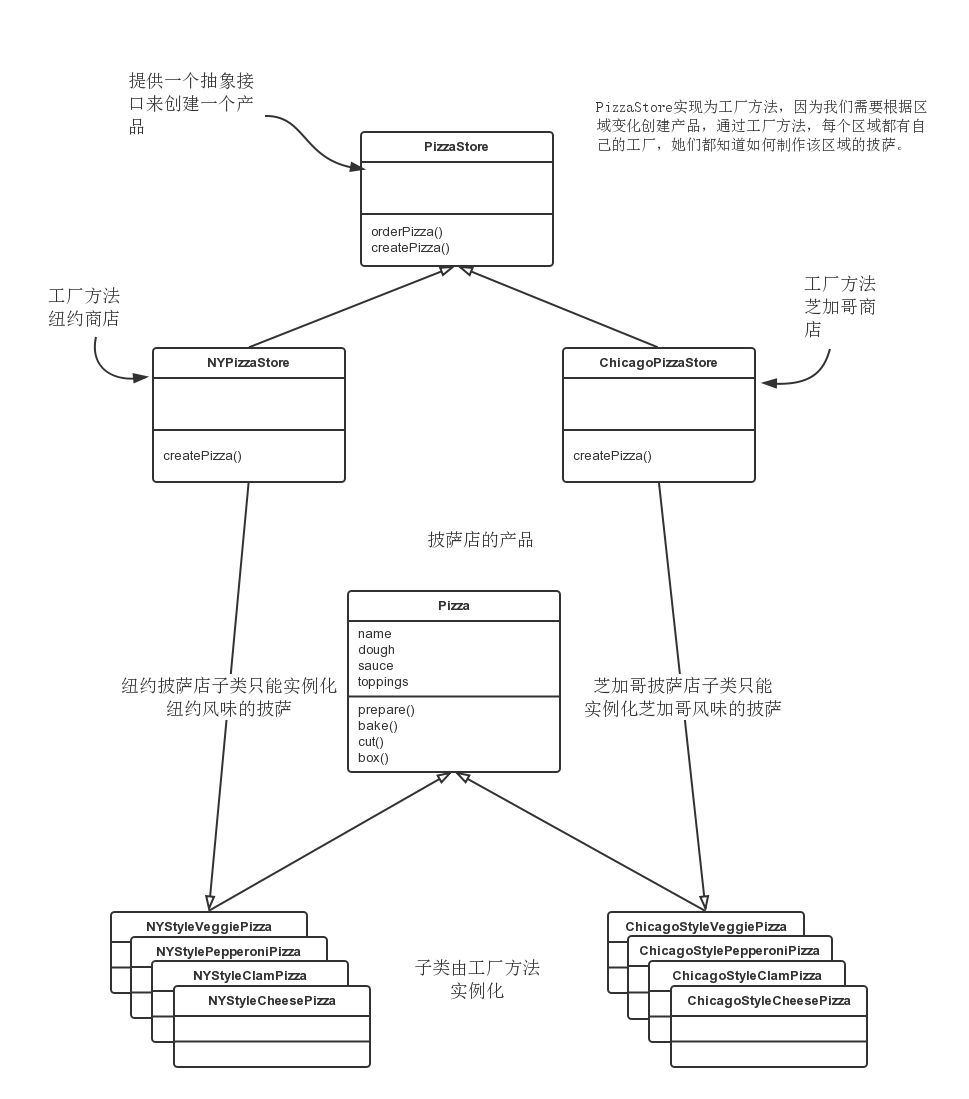 提供一个抽象接
口来创建一个产
品
PizzaStore实现为工厂方法，因为我们需要根据区
域变化创建产品，通过工厂方法，每个区域都有自
己的工厂，她们都知道如何制作该区域的披萨。
PizzaStore
orderPizza()
createPizza()
工厂方法
纽约商店
工厂方法
芝加哥商
店
NYPizzaStore
createPizza()
ChicagoPizzaStore
createPizza()
披萨店的产品
Pizza
name
dough
sauce
toppings
prepare()
bake()
cut()
box()
纽约披萨店子类只能实例化
纽约风味的披萨
芝加哥披萨店子类只能
实例化芝加哥风味的披萨
NYStyleVeggiePizza
NYStylePepperoniPizza
NYStyleClamPizza
NYStyleCheesePizza
子类由工厂方法
实例化
ChicagoStyleVeggiePizza
ChicagoStylePepperoniPizza
ChicagoStyleClamPizza
ChicagoStyleCheesePizza